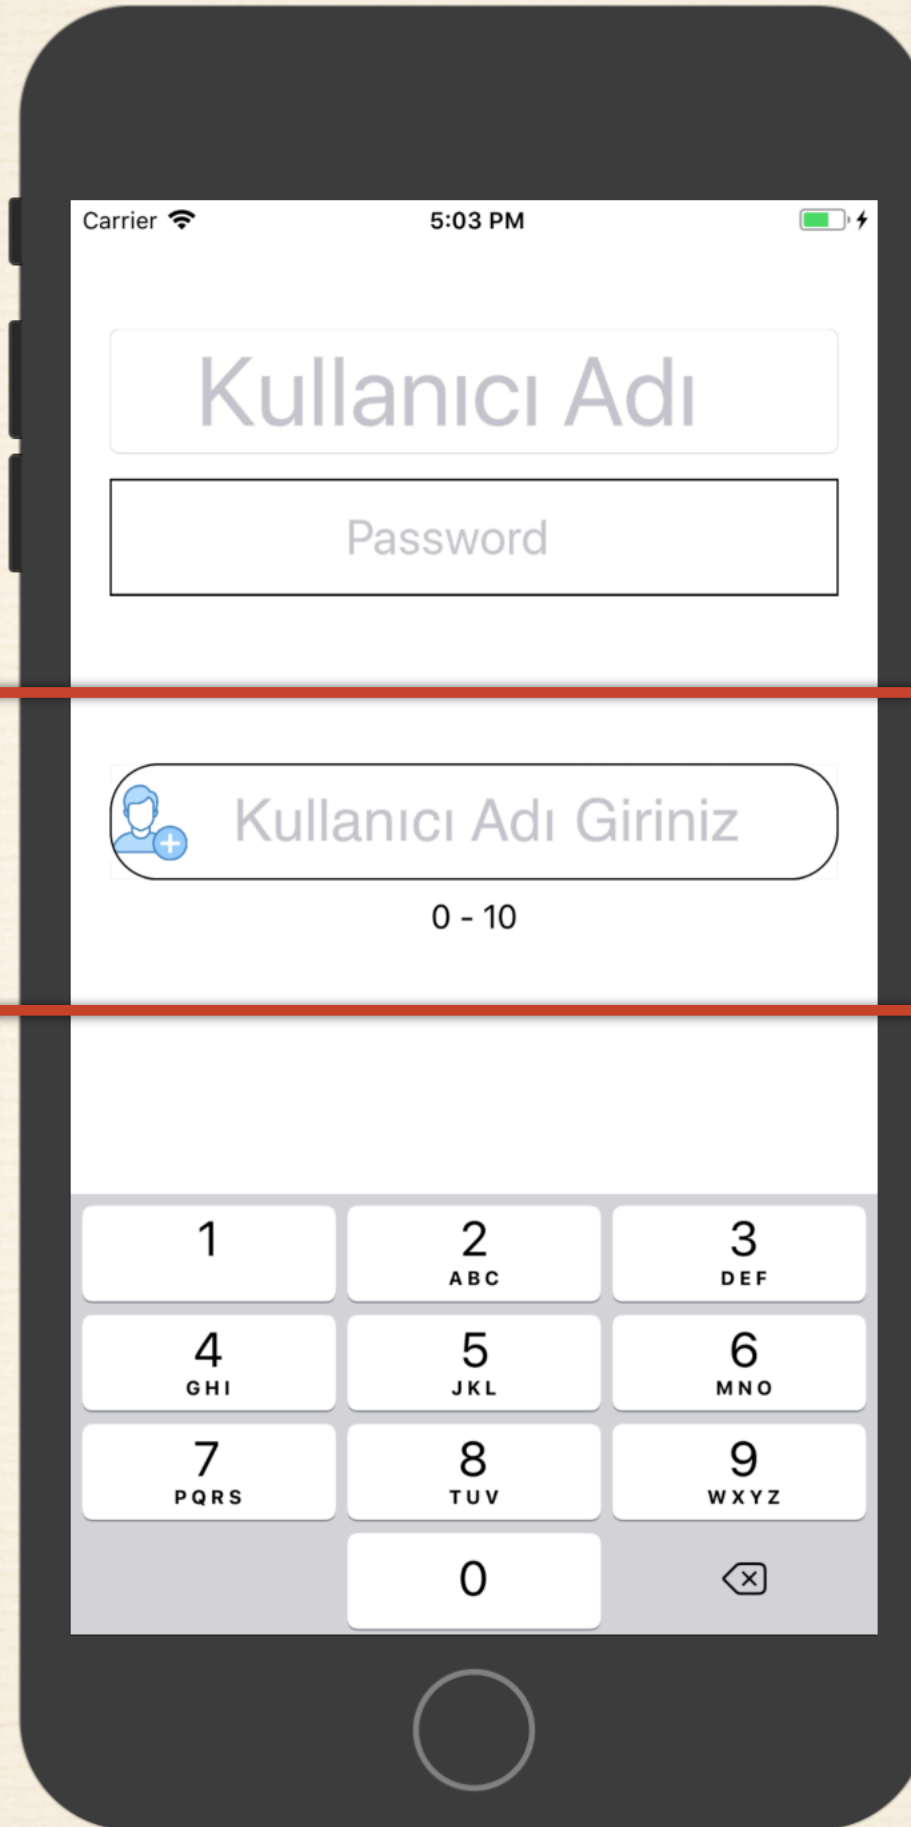 Carrier 5:03 PM
Kullanıcı Adı
Password
Kullanıcı Adı Giriniz
0 - 10
1 2 3
ABC DEF
4 5 6
GHI JKL MNO
7 8 9
PQRS TUV WXYZ
0